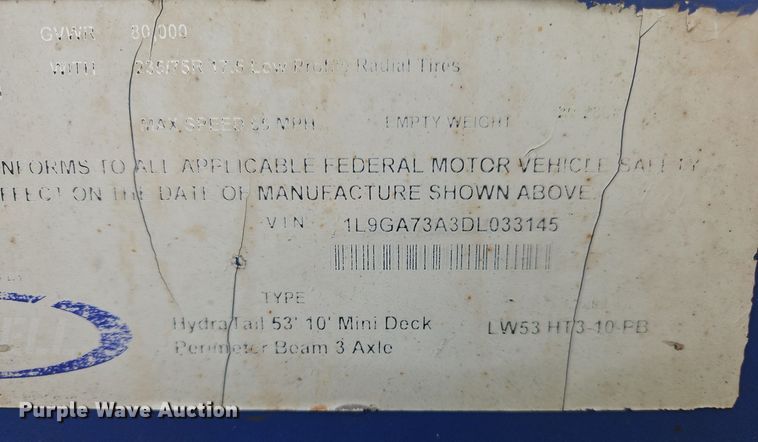 GVWR 80,000
WITH 235/75R 17.5 Low Profile Radial Tires
MAX SPEED 65 MPH EMPTY WEIGHT
NFORMS TO ALL APPLICABLE FEDERAL MOTOR VEHICLE SAFETY
FFECT ON THE DATE OF MANUFACTURE SHOWN ABOVE
VIN 1L9GA73A3DL033145
TYPE
HydraTail 53' 10' Mini Deck LW53 HT3-10-PB
Perimeter Beam 3 Axle
Purple Wave Auction